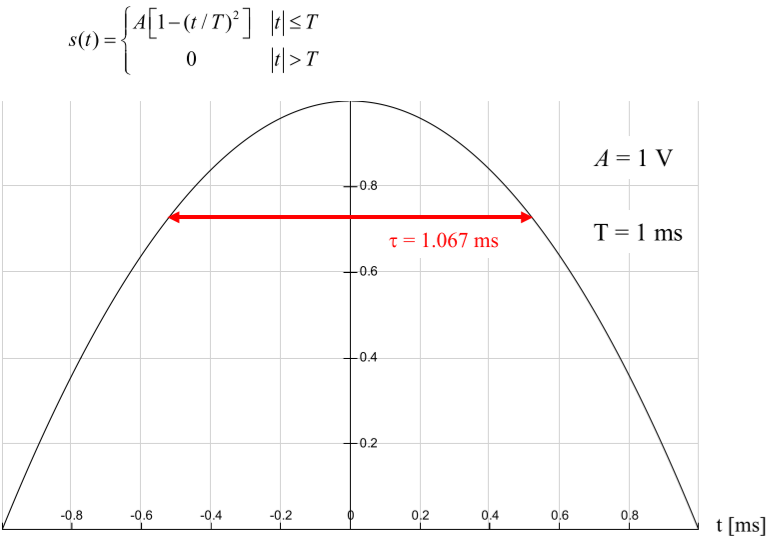 s(t) = { A[1−(t / T)²] |t| ≤ T
0 |t| > T
A = 1 V
0.8
T = 1 ms
τ = 1.067 ms
0.6
0.4
0.2
-0.8 -0.6 -0.4 -0.2 0 0.2 0.4 0.6 0.8
t [ms]